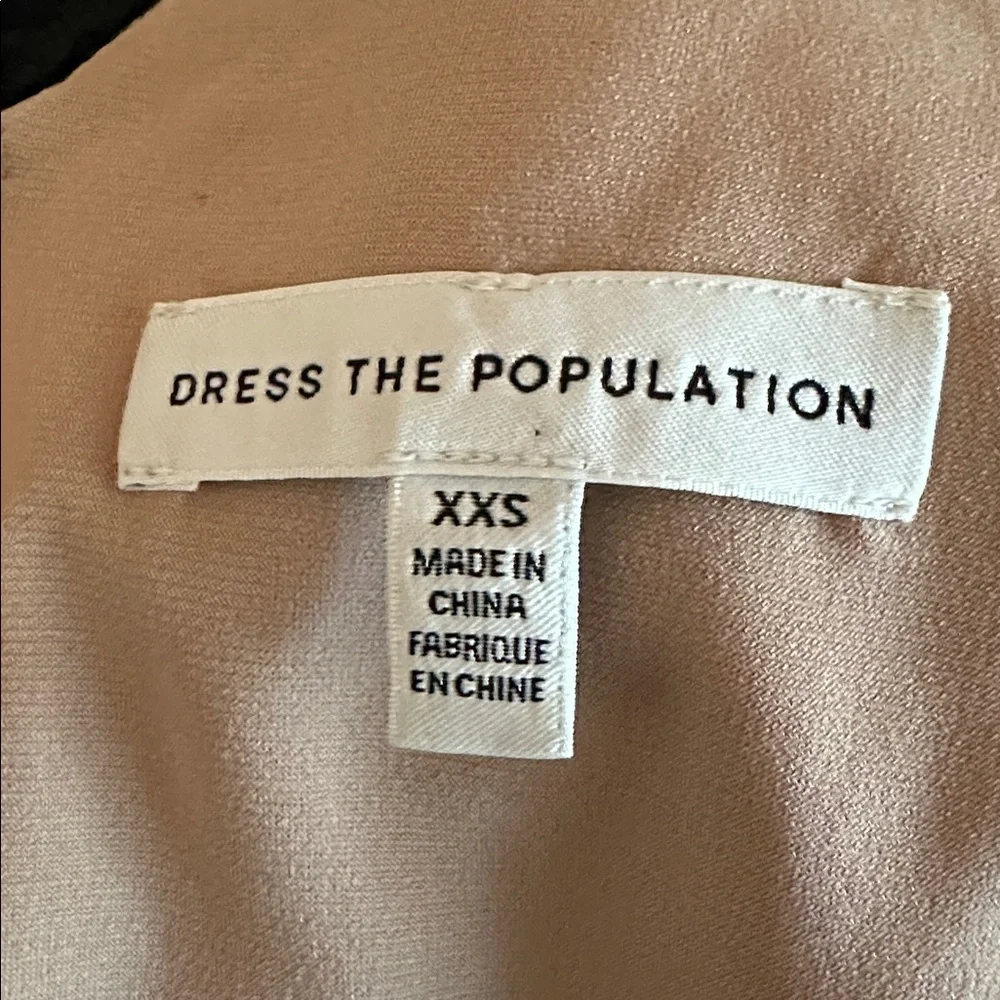 DRESS THE POPULATION
XXS
MADE IN
CHINA
FABRIQUE
EN CHINE